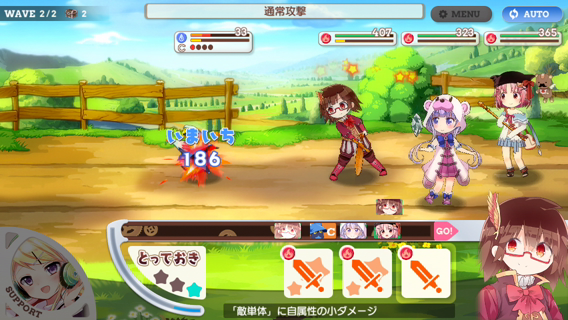 WAVE 2/2 2
通常攻撃
MENU
AUTO
33
C
407
323
365
いまいち
186
C
GO!
とっておき
SUPPORT
「敵単体」に自属性の小ダメージ